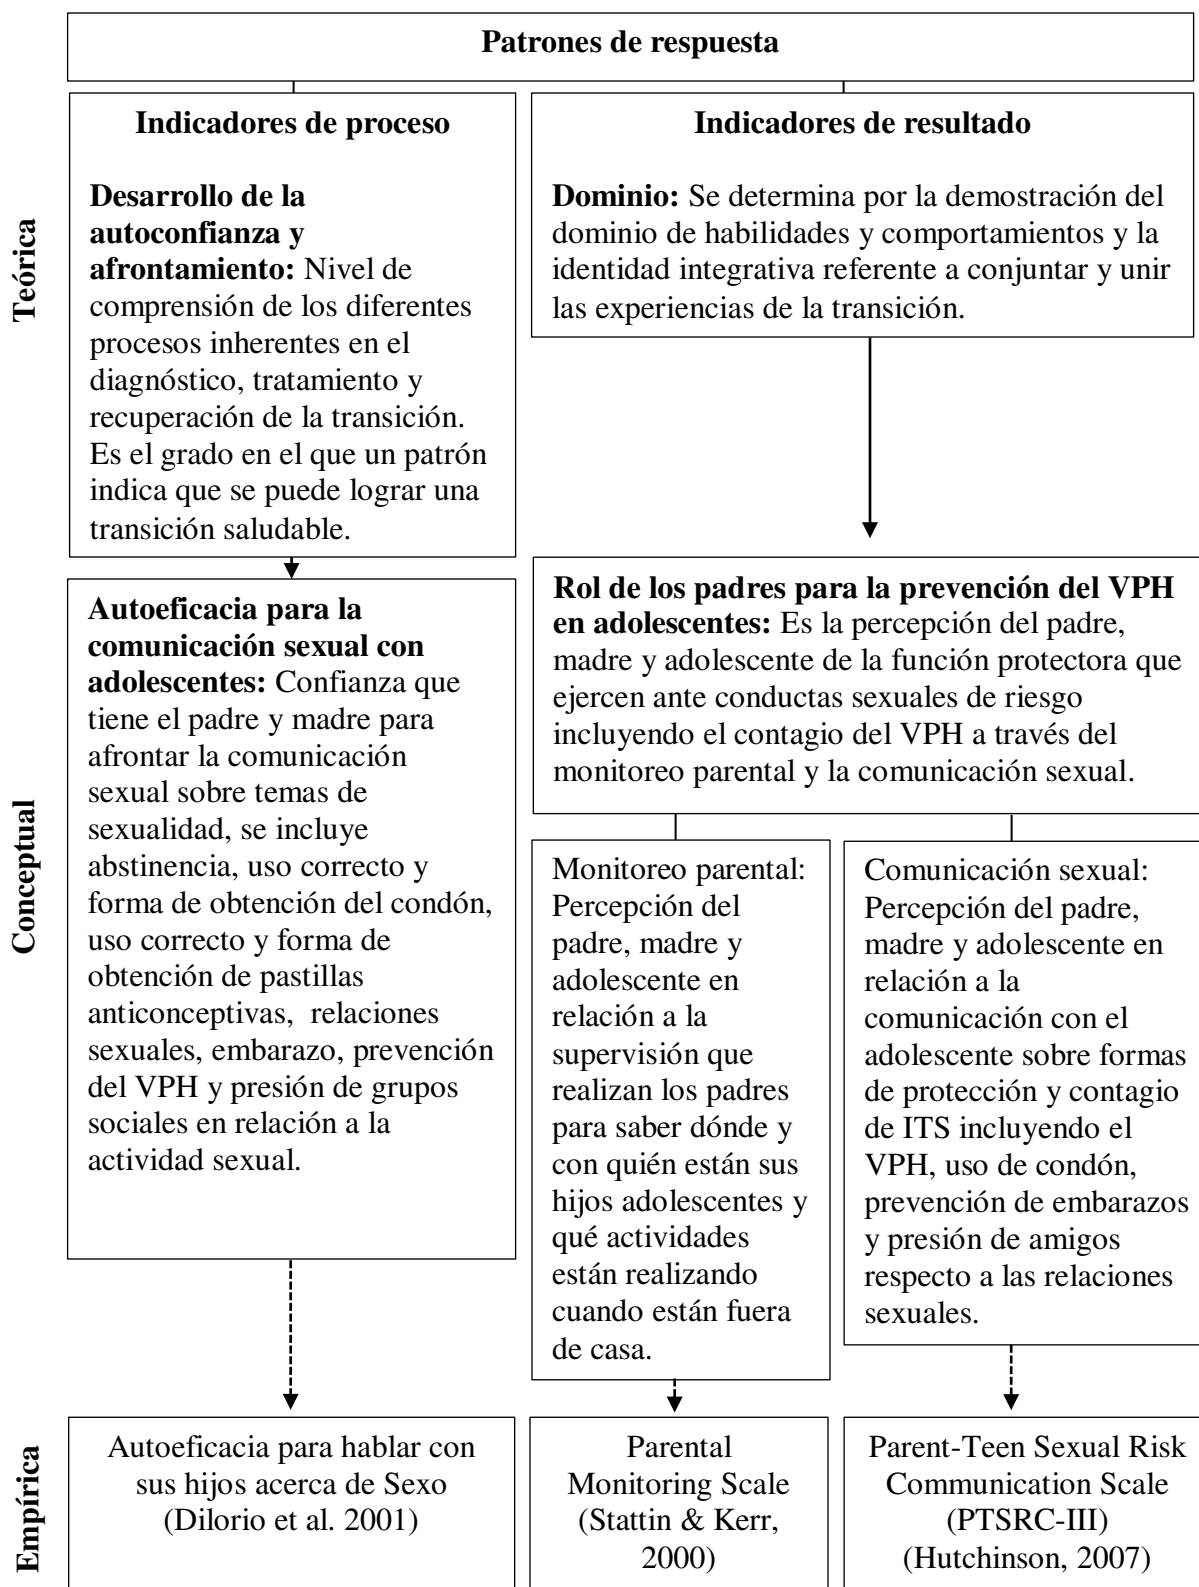 Patrones de respuesta
Teórica
Indicadores de proceso
Desarrollo de la
autoconfianza y
afrontamiento: Nivel de
comprensión de los diferentes
procesos inherentes en el
diagnóstico, tratamiento y
recuperación de la transición.
Es el grado en el que un patrón
indica que se puede lograr una
transición saludable.
Indicadores de resultado
Dominio: Se determina por la demostración del
dominio de habilidades y comportamientos y la
identidad integrativa referente a conjuntar y unir
las experiencias de la transición.
Conceptual
Autoeficacia para la
comunicación sexual con
adolescentes: Confianza que
tiene el padre y madre para
afrontar la comunicación
sexual sobre temas de
sexualidad, se incluye
abstinencia, uso correcto y
forma de obtención del condón,
uso correcto y forma de
obtención de pastillas
anticonceptivas, relaciones
sexuales, embarazo, prevención
del VPH y presión de grupos
sociales en relación a la
actividad sexual.
Rol de los padres para la prevención del VPH
en adolescentes: Es la percepción del padre,
madre y adolescente de la función protectora que
ejercen ante conductas sexuales de riesgo
incluyendo el contagio del VPH a través del
monitoreo parental y la comunicación sexual.
Monitoreo parental:
Percepción del
padre, madre y
adolescente en
relación a la
supervisión que
realizan los padres
para saber dónde y
con quién están sus
hijos adolescentes y
qué actividades
están realizando
cuando están fuera
de casa.
Comunicación sexual:
Percepción del padre,
madre y adolescente en
relación a la
comunicación con el
adolescente sobre formas
de protección y contagio
de ITS incluyendo el
VPH, uso de condón,
prevención de embarazos
y presión de amigos
respecto a las relaciones
sexuales.
Empírica
Autoeficacia para hablar con
sus hijos acerca de Sexo
(Dilorio et al. 2001)
Parental
Monitoring Scale
(Stattin & Kerr,
2000)
Parent-Teen Sexual Risk
Communication Scale
(PTSRC-III)
(Hutchinson, 2007)